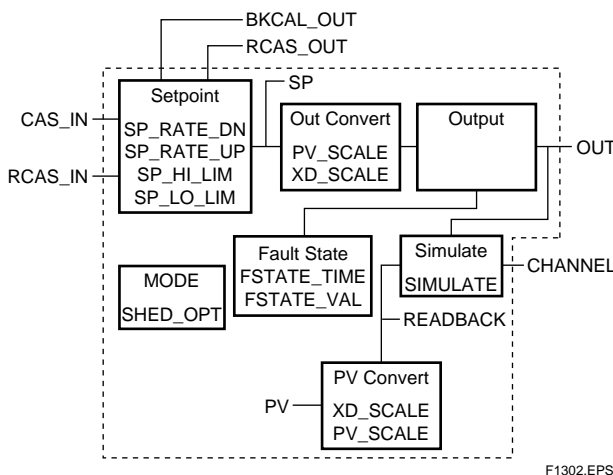 BKCAL_OUT
RCAS_OUT
SP
Setpoint
SP_RATE_DN
SP_RATE_UP
SP_HI_LIM
SP_LO_LIM
CAS_IN
RCAS_IN
Out Convert
PV_SCALE
XD_SCALE
Output
OUT
Fault State
FSTATE_TIME
FSTATE_VAL
Simulate
SIMULATE
CHANNEL
MODE
SHED_OPT
READBACK
PV
PV Convert
XD_SCALE
PV_SCALE
F1302.EPS